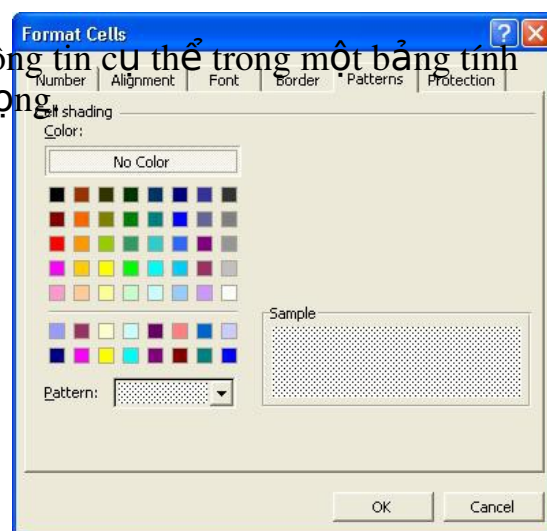 Format Cells
ông tin cụ thể trong một bảng tính
Number Alignment Font Border Patterns Protection
ọng.
Cell shading
Color:
No Color
Sample
Pattern:
OK Cancel